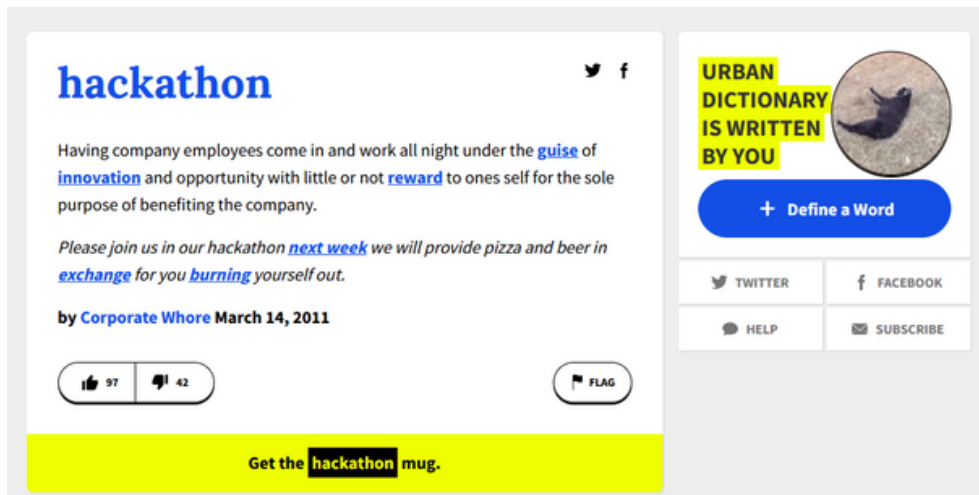 hackathon
Having company employees come in and work all night under the guise of
innovation and opportunity with little or not reward to ones self for the sole
purpose of benefiting the company.
Please join us in our hackathon next week we will provide pizza and beer in
exchange for you burning yourself out.
by Corporate Whore March 14, 2011
97 42
FLAG
Get the hackathon mug.
URBAN
DICTIONARY
IS WRITTEN
BY YOU
+ Define a Word
TWITTER
FACEBOOK
HELP
SUBSCRIBE